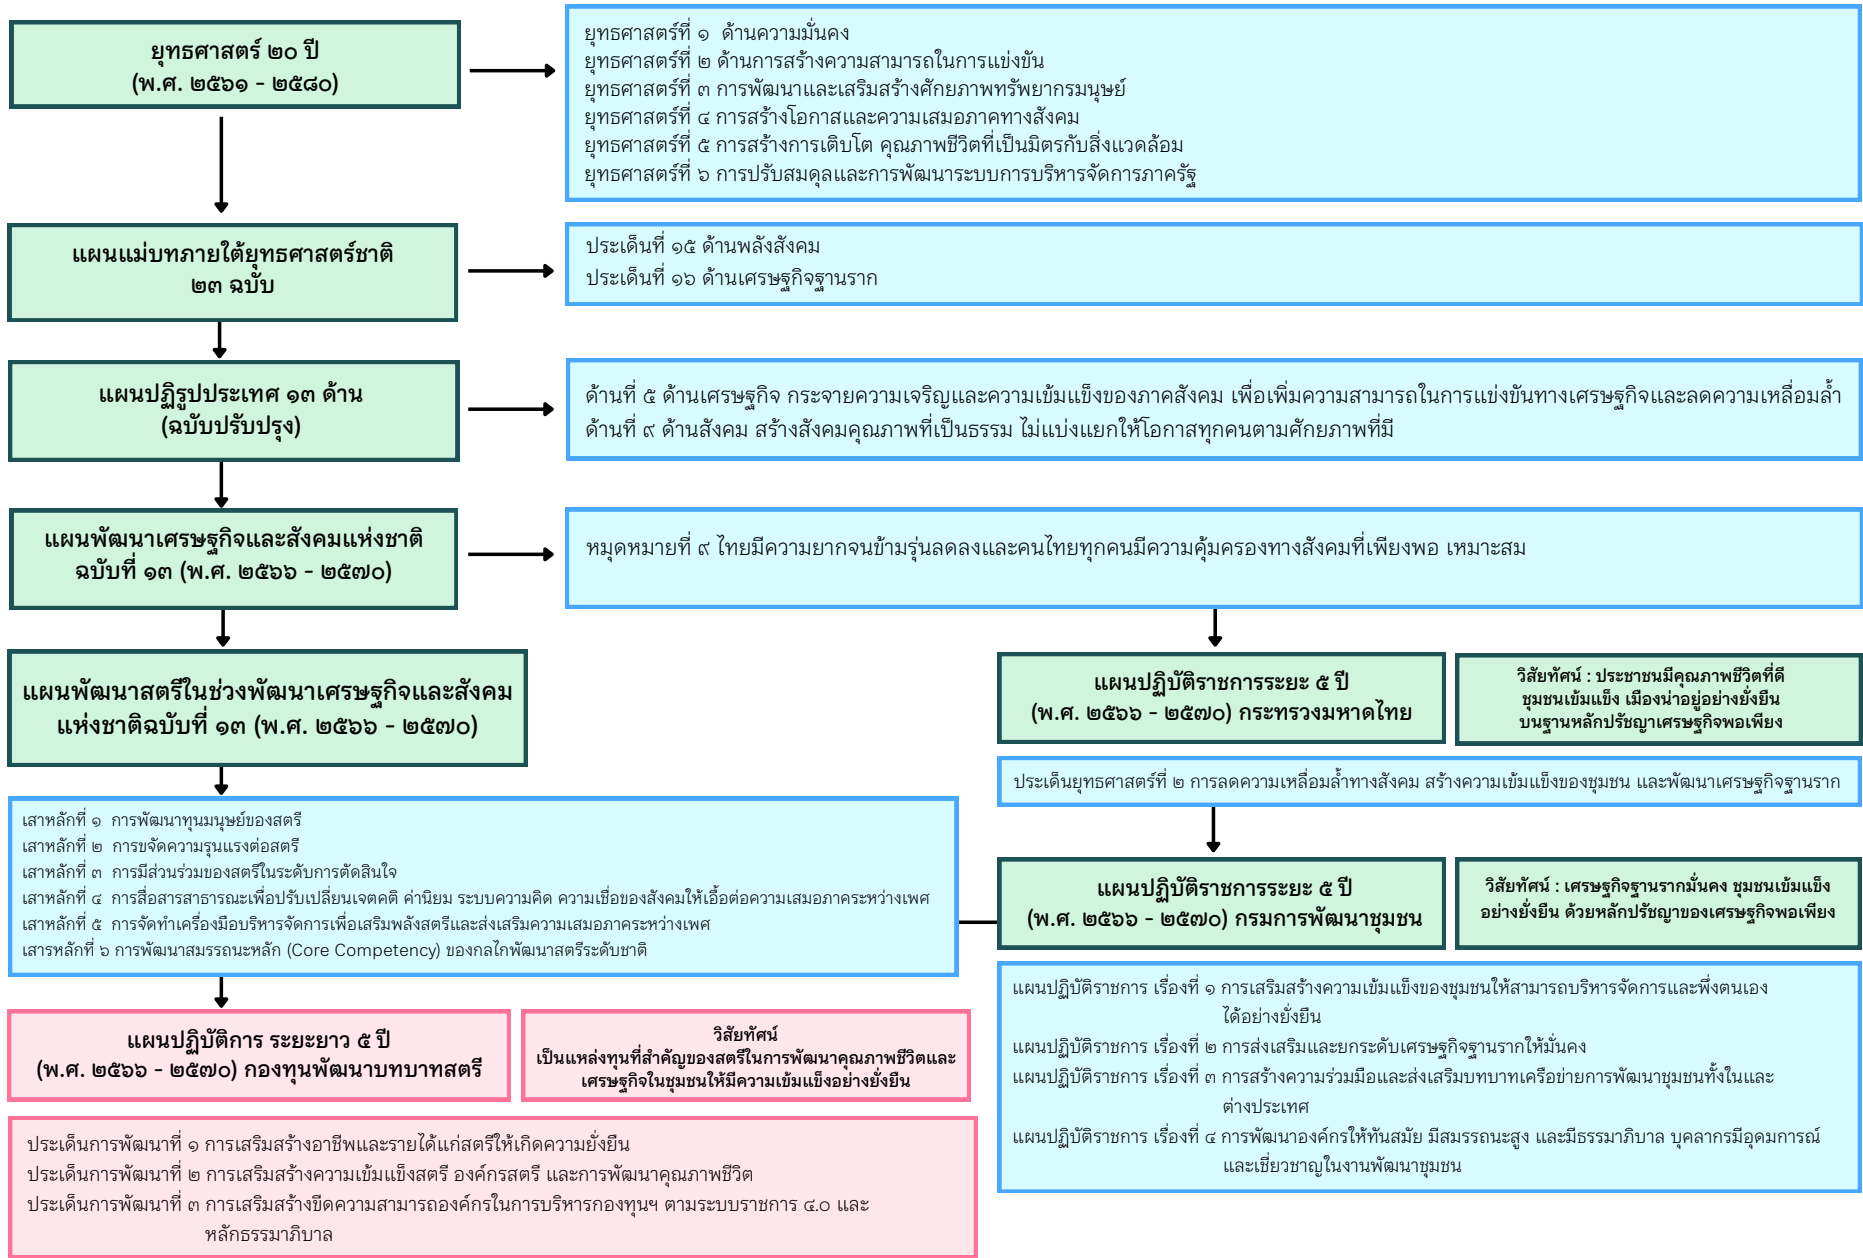 ยุทธศาสตร์ ๒๐ ปี
(พ.ศ. ๒๕๖๑ - ๒๕๘๐)
ยุทธศาสตร์ที่ ๑  ด้านความมั่นคง
ยุทธศาสตร์ที่ ๒ ด้านการสร้างความสามารถในการแข่งขัน
ยุทธศาสตร์ที่ ๓ การพัฒนาและเสริมสร้างศักยภาพทรัพยากรมนุษย์
ยุทธศาสตร์ที่ ๔ การสร้างโอกาสและความเสมอภาคทางสังคม
ยุทธศาสตร์ที่ ๕ การสร้างการเติบโต คุณภาพชีวิตที่เป็นมิตรกับสิ่งแวดล้อม
ยุทธศาสตร์ที่ ๖ การปรับสมดุลและการพัฒนาระบบการบริหารจัดการภาครัฐ
แผนแม่บทภายใต้ยุทธศาสตร์ชาติ
๒๓ ฉบับ
ประเด็นที่ ๑๕ ด้านพลังสังคม
ประเด็นที่ ๑๖ ด้านเศรษฐกิจฐานราก
แผนปฏิรูปประเทศ ๑๓ ด้าน
(ฉบับปรับปรุง)
ด้านที่ ๕ ด้านเศรษฐกิจ กระจายความเจริญและความเข้มแข็งของภาคสังคม เพื่อเพิ่มความสามารถในการแข่งขันทางเศรษฐกิจและลดความเหลื่อมล้ำ
ด้านที่ ๙ ด้านสังคม สร้างสังคมคุณภาพที่เป็นธรรม ไม่แบ่งแยกให้โอกาสทุกคนตามศักยภาพที่มี
แผนพัฒนาเศรษฐกิจและสังคมแห่งชาติ
ฉบับที่ ๑๓ (พ.ศ. ๒๕๖๖ - ๒๕๗๐)
หมุดหมายที่ ๙ ไทยมีความยากจนข้ามรุ่นลดลงและคนไทยทุกคนมีความคุ้มครองทางสังคมที่เพียงพอ เหมาะสม
แผนพัฒนาสตรีในช่วงพัฒนาเศรษฐกิจและสังคม
แห่งชาติฉบับที่ ๑๓ (พ.ศ. ๒๕๖๖ - ๒๕๗๐)
แผนปฏิบัติราชการระยะ ๕ ปี
(พ.ศ. ๒๕๖๖ - ๒๕๗๐) กระทรวงมหาดไทย
วิสัยทัศน์ : ประชาชนมีคุณภาพชีวิตที่ดี
ชุมชนเข้มแข็ง เมืองน่าอยู่อย่างยั่งยืน
บนฐานหลักปรัชญาเศรษฐกิจพอเพียง
ประเด็นยุทธศาสตร์ที่ ๒ การลดความเหลื่อมล้ำทางสังคม สร้างความเข้มแข็งของชุมชน และพัฒนาเศรษฐกิจฐานราก
เสาหลักที่ ๑  การพัฒนาทุนมนุษย์ของสตรี
เสาหลักที่ ๒  การขจัดความรุนแรงต่อสตรี
เสาหลักที่ ๓  การมีส่วนร่วมของสตรีในระดับการตัดสินใจ
เสาหลักที่ ๔  การสื่อสารสาธารณะเพื่อปรับเปลี่ยนเจตคติ ค่านิยม ระบบความคิด ความเชื่อของสังคมให้เอื้อต่อความเสมอภาคระหว่างเพศ
เสาหลักที่ ๕  การจัดทำเครื่องมือบริหารจัดการเพื่อเสริมพลังสตรีและส่งเสริมความเสมอภาคระหว่างเพศ
เสารหลักที่ ๖ การพัฒนาสมรรถนะหลัก (Core Competency) ของกลไกพัฒนาสตรีระดับชาติ
แผนปฏิบัติราชการระยะ ๕ ปี
(พ.ศ. ๒๕๖๖ - ๒๕๗๐) กรมการพัฒนาชุมชน
วิสัยทัศน์ : เศรษฐกิจฐานรากมั่นคง ชุมชนเข้มแข็ง
อย่างยั่งยืน ด้วยหลักปรัชญาของเศรษฐกิจพอเพียง
แผนปฏิบัติราชการ เรื่องที่ ๑ การเสริมสร้างความเข้มแข็งของชุมชนให้สามารถบริหารจัดการและพึ่งตนเอง
ได้อย่างยั่งยืน
แผนปฏิบัติราชการ เรื่องที่ ๒ การส่งเสริมและยกระดับเศรษฐกิจฐานรากให้มั่นคง
แผนปฏิบัติราชการ เรื่องที่ ๓ การสร้างความร่วมมือและส่งเสริมบทบาทเครือข่ายการพัฒนาชุมชนทั้งในและ
ต่างประเทศ
แผนปฏิบัติราชการ เรื่องที่ ๔ การพัฒนาองค์กรให้ทันสมัย มีสมรรถนะสูง และมีธรรมาภิบาล บุคลากรมีอุดมการณ์
และเชี่ยวชาญในงานพัฒนาชุมชน
แผนปฏิบัติการ ระยะยาว ๕ ปี
(พ.ศ. ๒๕๖๖ - ๒๕๗๐) กองทุนพัฒนาบทบาทสตรี
วิสัยทัศน์
เป็นแหล่งทุนที่สำคัญของสตรีในการพัฒนาคุณภาพชีวิตและ
เศรษฐกิจในชุมชนให้มีความเข้มแข็งอย่างยั่งยืน
ประเด็นการพัฒนาที่ ๑ การเสริมสร้างอาชีพและรายได้แก่สตรีให้เกิดความยั่งยืน
ประเด็นการพัฒนาที่ ๒ การเสริมสร้างความเข้มแข็งสตรี องค์กรสตรี และการพัฒนาคุณภาพชีวิต
ประเด็นการพัฒนาที่ ๓ การเสริมสร้างขีดความสามารถองค์กรในการบริหารกองทุนฯ ตามระบบราชการ ๔.๐ และ
หลักธรรมาภิบาล